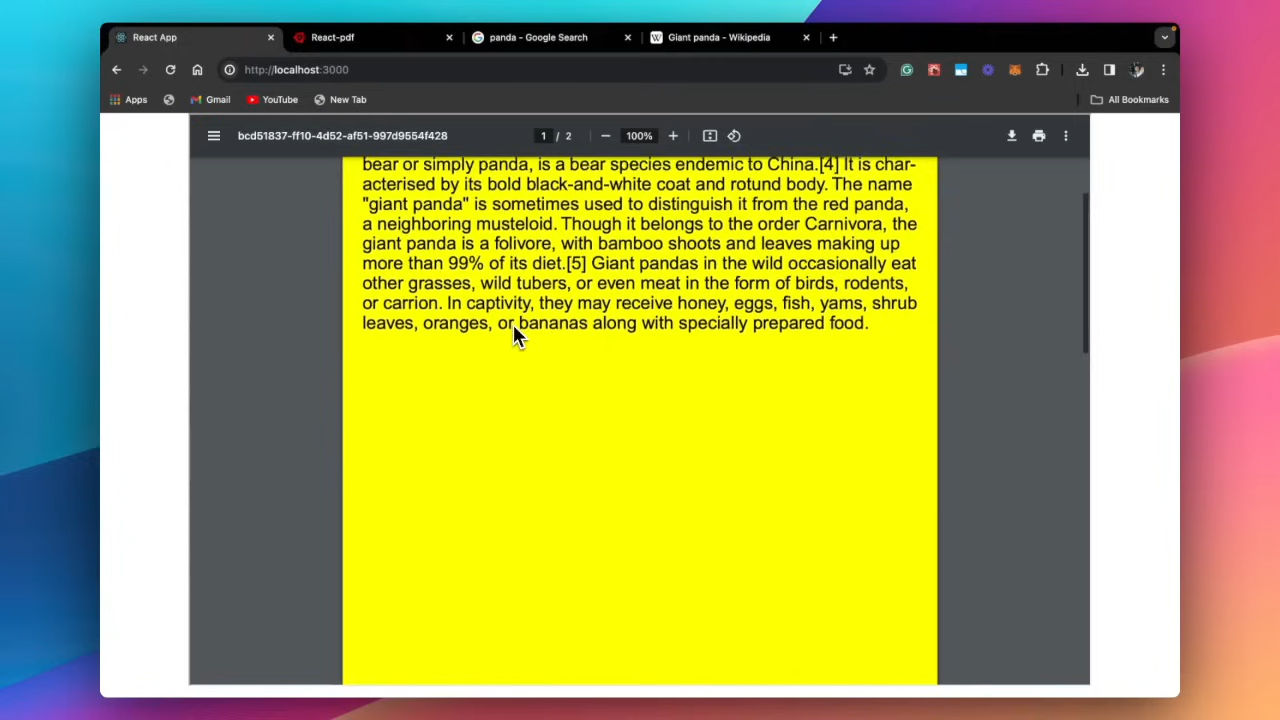 React App
React-pdf
panda - Google Search
W Giant panda - Wikipedia
http://localhost:3000
Apps
Gmail
YouTube
New Tab
All Bookmarks
bcd51837-ff10-4d52-af51-997d9554f428
1 / 2
100%
bear or simply panda, is a bear species endemic to China.[4] It is char-
acterised by its bold black-and-white coat and rotund body. The name
"giant panda" is sometimes used to distinguish it from the red panda,
a neighboring musteloid. Though it belongs to the order Carnivora, the
giant panda is a folivore, with bamboo shoots and leaves making up
more than 99% of its diet.[5] Giant pandas in the wild occasionally eat
other grasses, wild tubers, or even meat in the form of birds, rodents,
or carrion. In captivity, they may receive honey, eggs, fish, yams, shrub
leaves, oranges, or bananas along with specially prepared food.